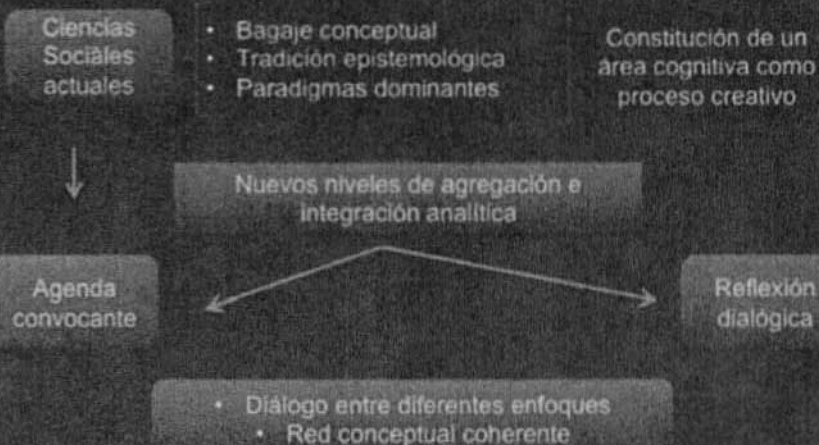 Ciencias
Sociales
actuales
• Bagaje conceptual
• Tradición epistemológica
• Paradigmas dominantes
Constitución de un
área cognitiva como
proceso creativo
Nuevos niveles de agregación e
integración analítica
Agenda
convocante
Reflexión
dialógica
• Diálogo entre diferentes enfoques
• Red conceptual coherente